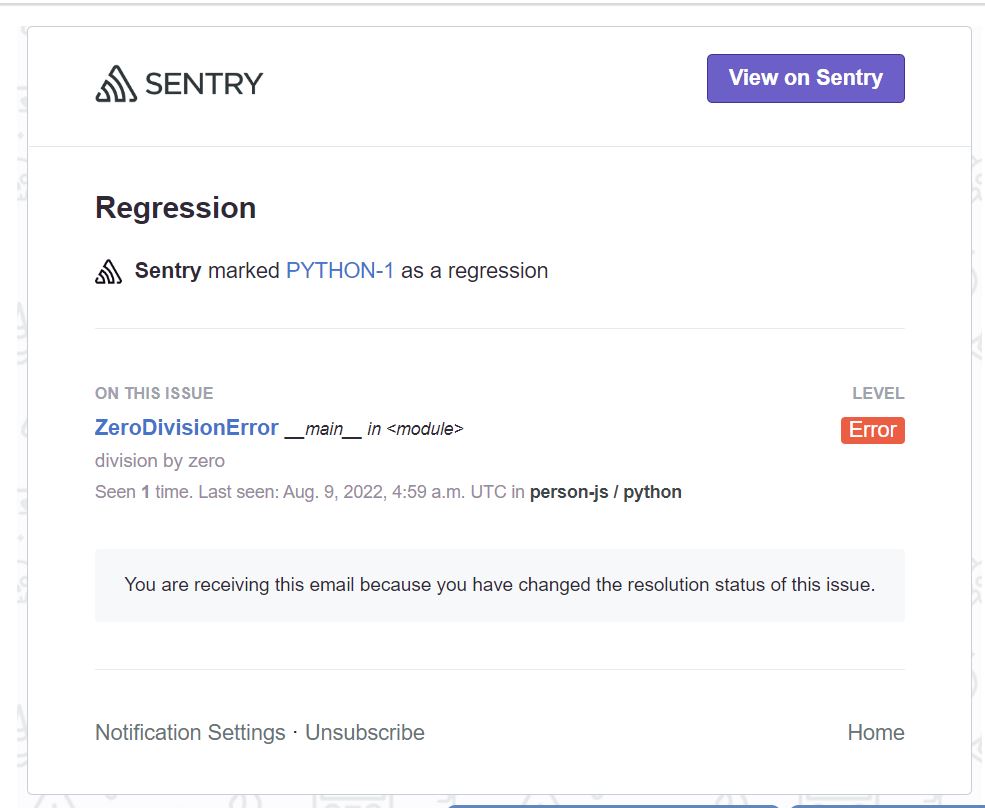 SENTRY
View on Sentry
Regression
Sentry marked PYTHON-1 as a regression
ON THIS ISSUE
LEVEL
ZeroDivisionError __main__ in <module>
Error
division by zero
Seen 1 time. Last seen: Aug. 9, 2022, 4:59 a.m. UTC in person-js / python
You are receiving this email because you have changed the resolution status of this issue.
Notification Settings · Unsubscribe
Home